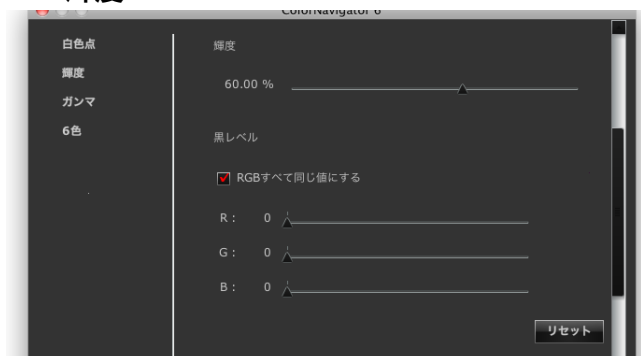 ColorNavigator 6
白色点
輝度
ガンマ
6色
輝度
60.00 %
黒レベル
RGBすべて同じ値にする
R : 0
G : 0
B : 0
リセット